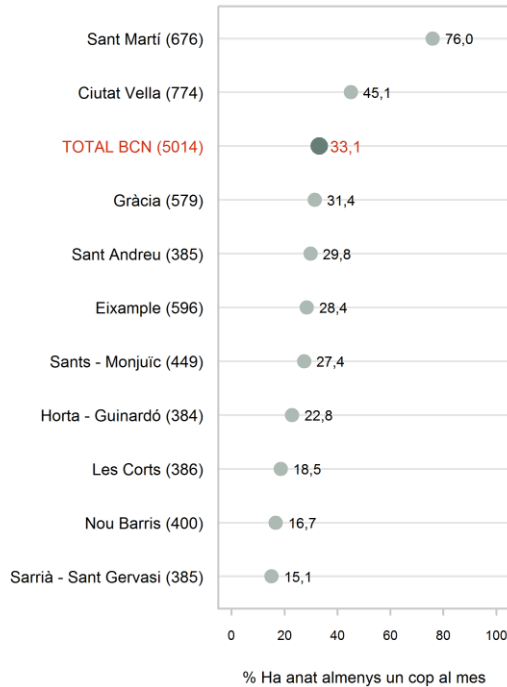 Sant Martí (676) 76,0
Ciutat Vella (774) 45,1
TOTAL BCN (5014) 33,1
Gràcia (579) 31,4
Sant Andreu (385) 29,8
Eixample (596) 28,4
Sants - Monjuïc (449) 27,4
Horta - Guinardó (384) 22,8
Les Corts (386) 18,5
Nou Barris (400) 16,7
Sarrià - Sant Gervasi (385) 15,1
0 20 40 60 80 100
% Ha anat almenys un cop al mes